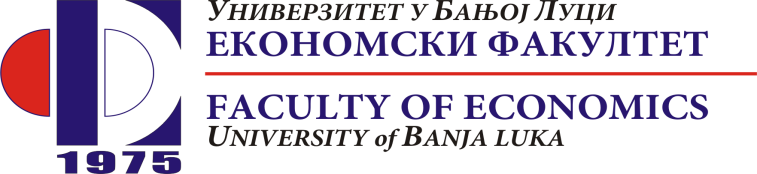 Универзитет у Бањој Луци
ЕКОНОМСКИ ФАКУЛТЕТ
FACULTY OF ECONOMICS
UNIVERSITY of BANJA LUKA
1975